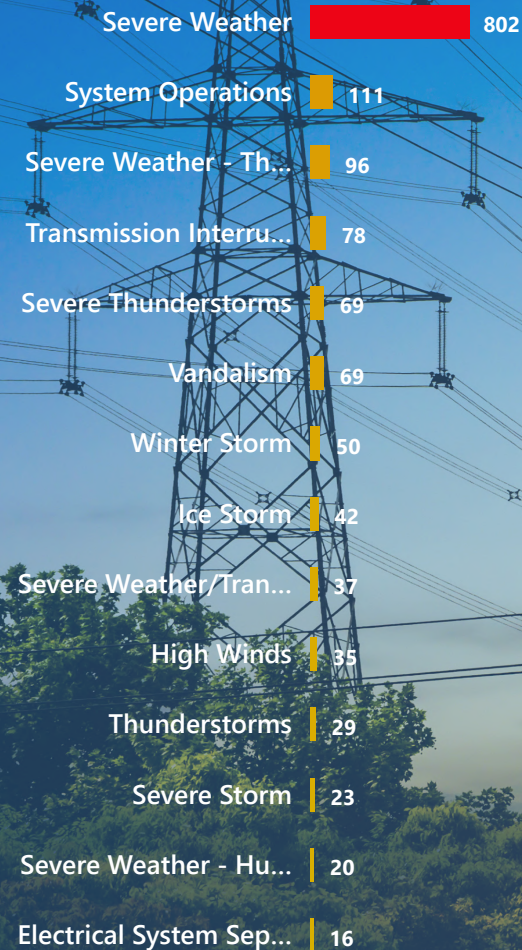 Severe Weather 802
System Operations 111
Severe Weather - Th... 96
Transmission Interru... 78
Severe Thunderstorms 69
Vandalism 69
Winter Storm 50
Ice Storm 42
Severe Weather/Tran... 37
High Winds 35
Thunderstorms 29
Severe Storm 23
Severe Weather - Hu... 20
Electrical System Sep... 16